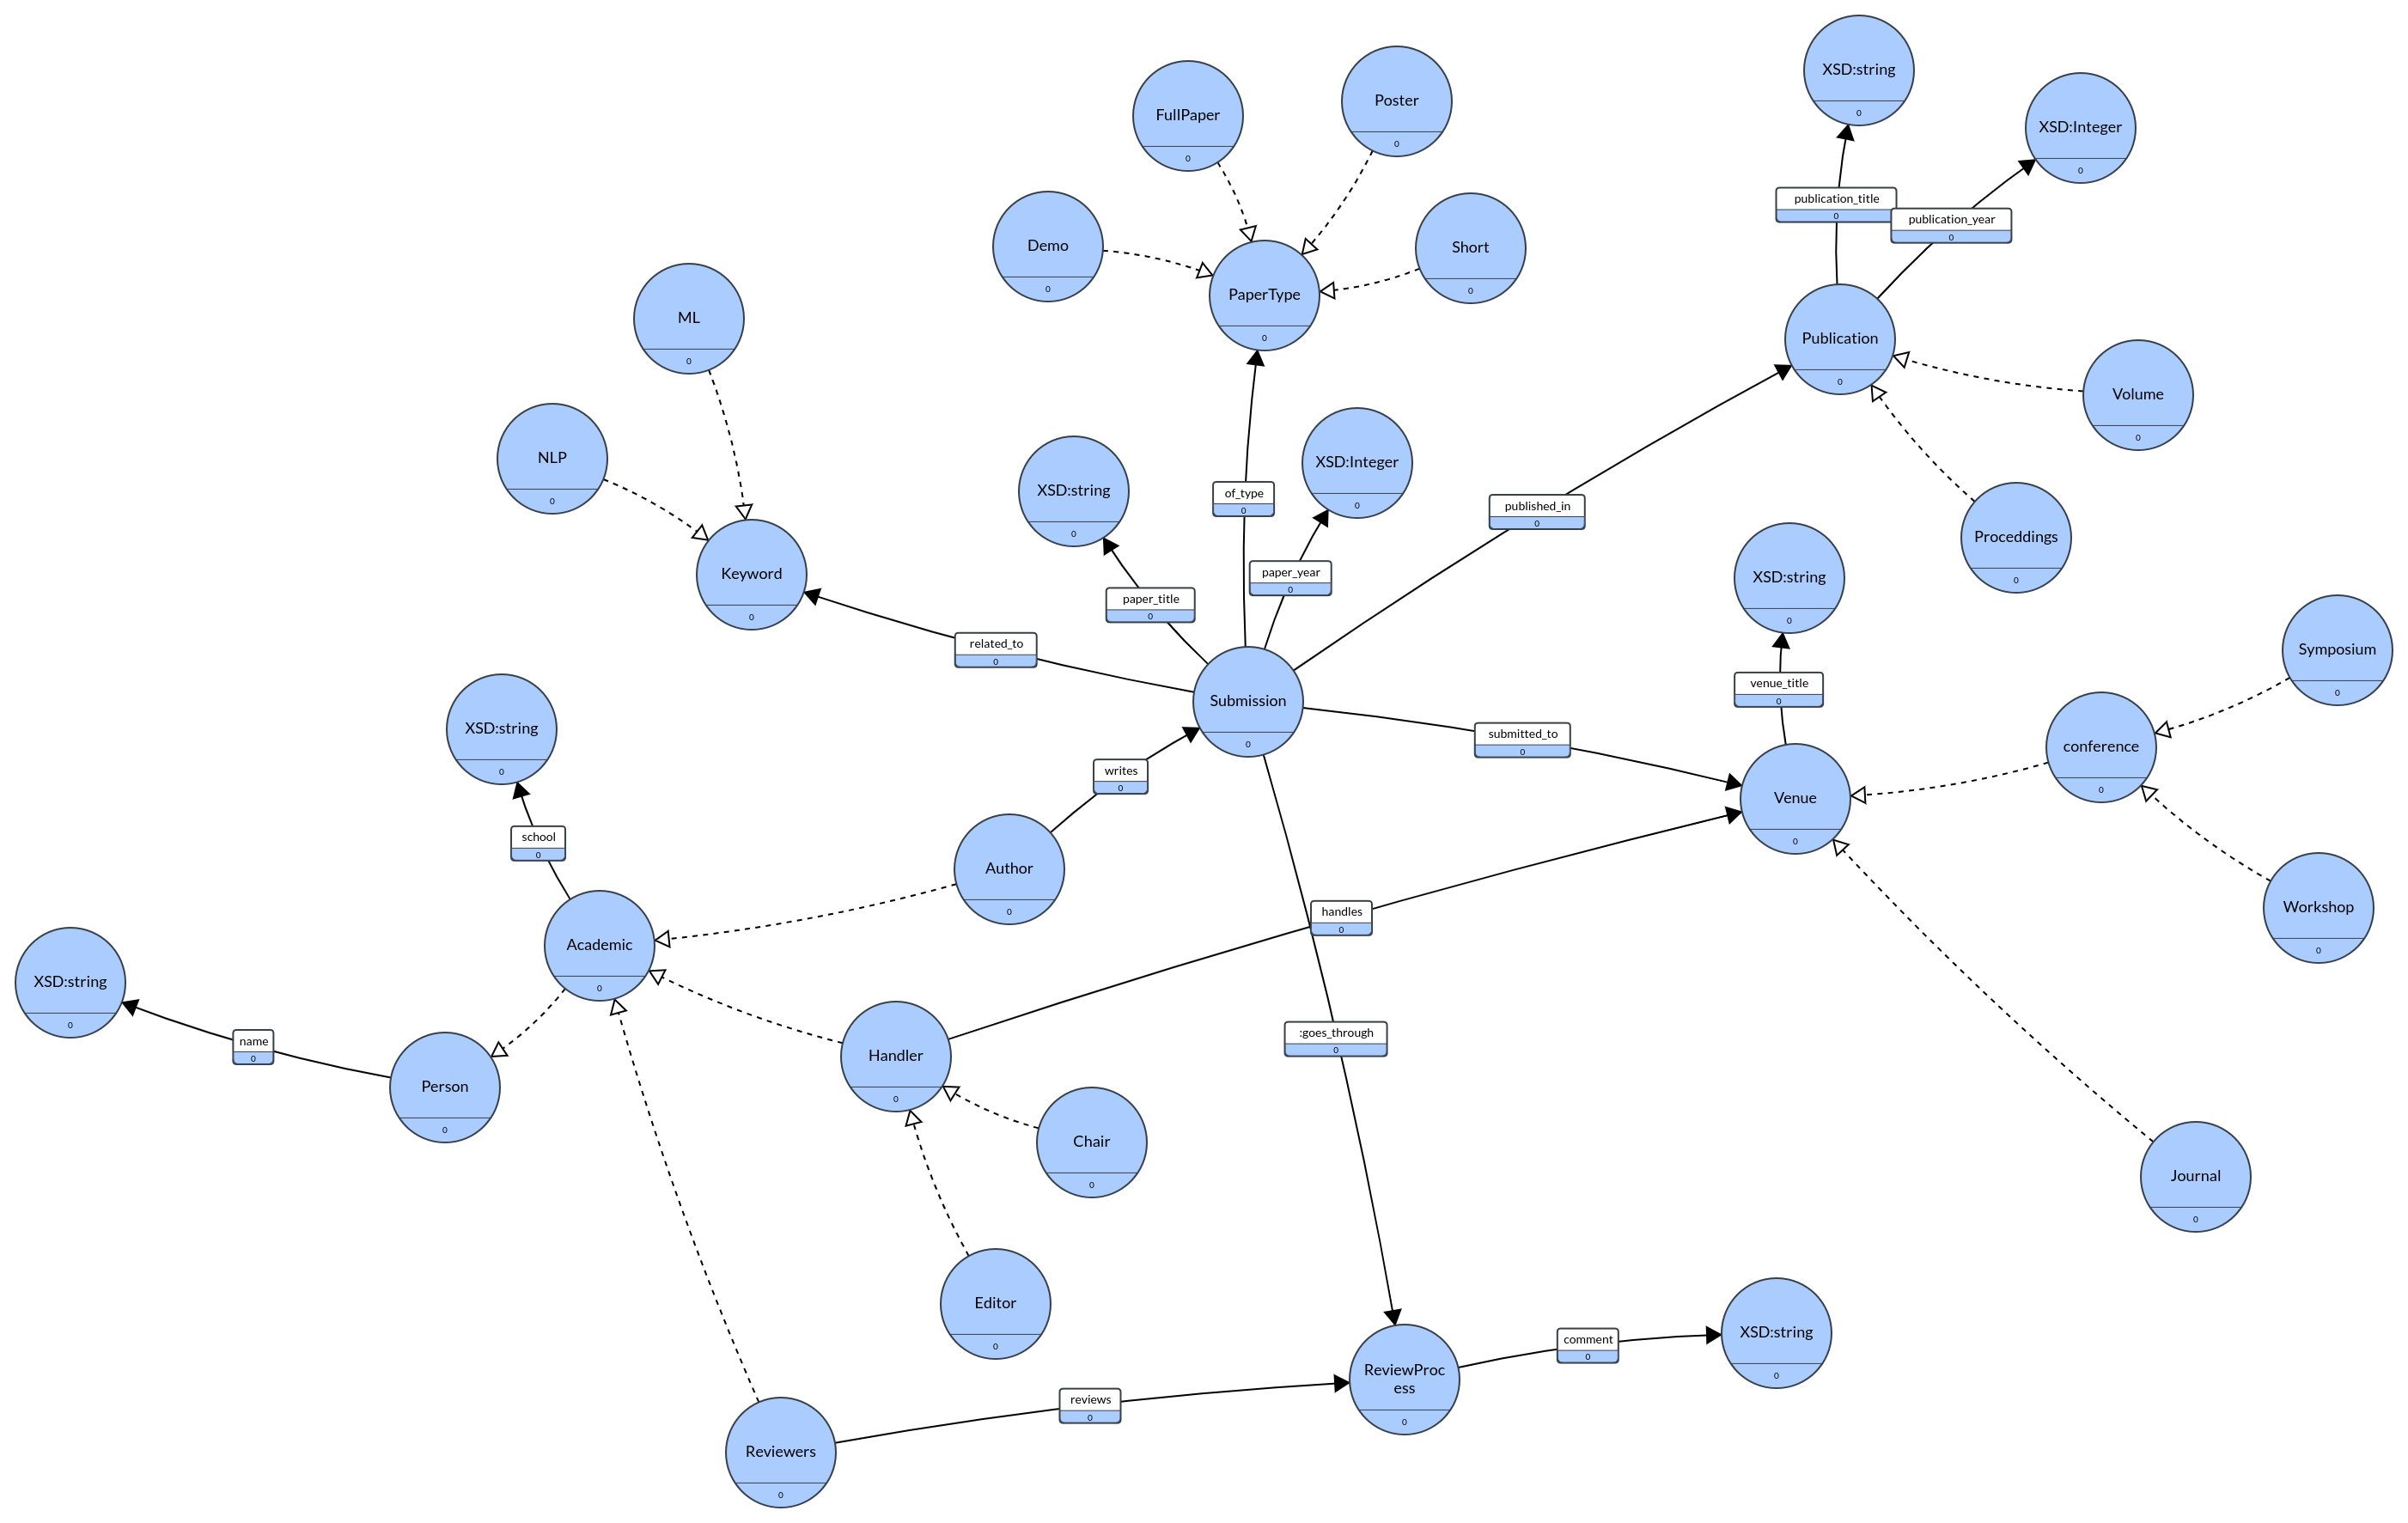 XSD:string
0
Poster
0
FullPaper
0
XSD:Integer
0
publication_title
0
publication_year
0
Demo
0
Short
0
PaperType
0
ML
0
Publication
0
Volume
0
NLP
0
XSD:string
0
XSD:Integer
0
of_type
0
published_in
0
Proceddings
0
Keyword
0
paper_title
0
paper_year
0
XSD:string
0
related_to
0
Symposium
0
Submission
0
venue_title
0
XSD:string
0
submitted_to
0
conference
0
writes
0
Venue
0
school
0
Author
0
handles
0
Workshop
0
Academic
0
XSD:string
0
name
0
:goes_through
0
Handler
0
Person
0
Chair
0
Journal
0
Editor
0
comment
0
XSD:string
0
ReviewProc
ess
0
reviews
0
Reviewers
0